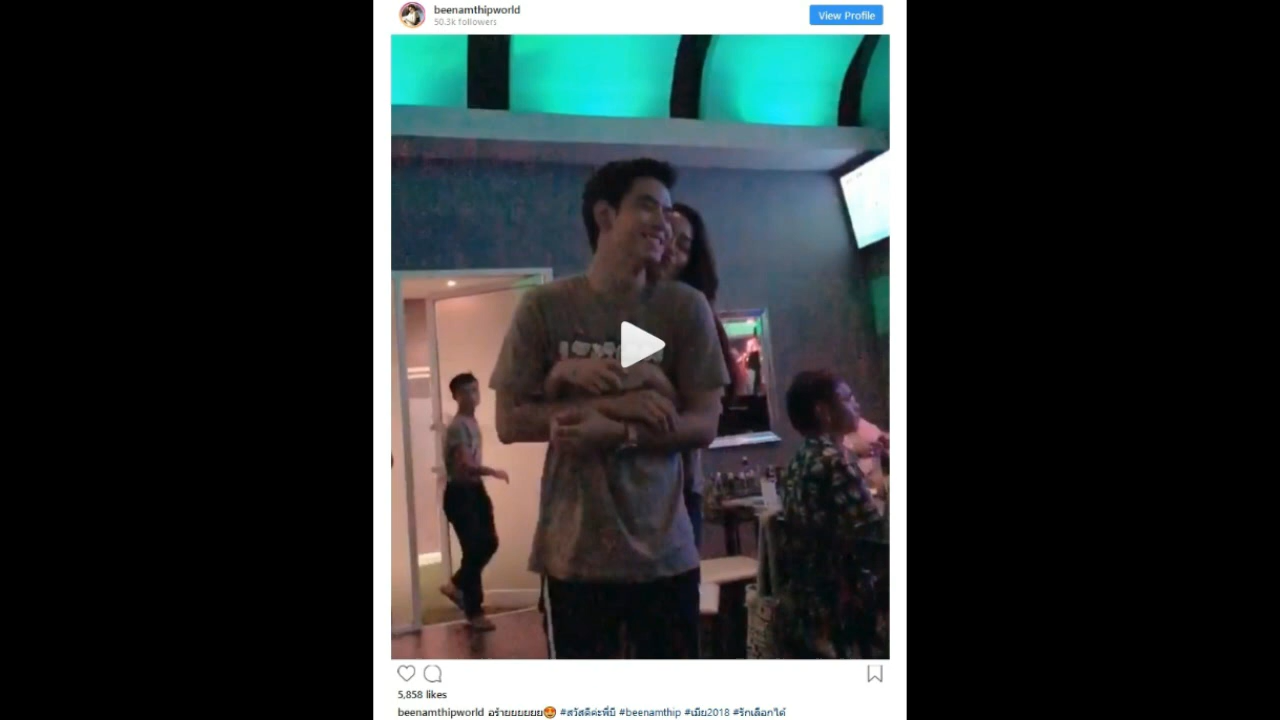 beenamthipworld
50.3k followers
View Profile
5,858 likes
beenamthipworld อร๊ายยยยยย😍 #สวัสดีค่ะพี่บี #beenamthip #เมีย2018 #รักเลือกได้